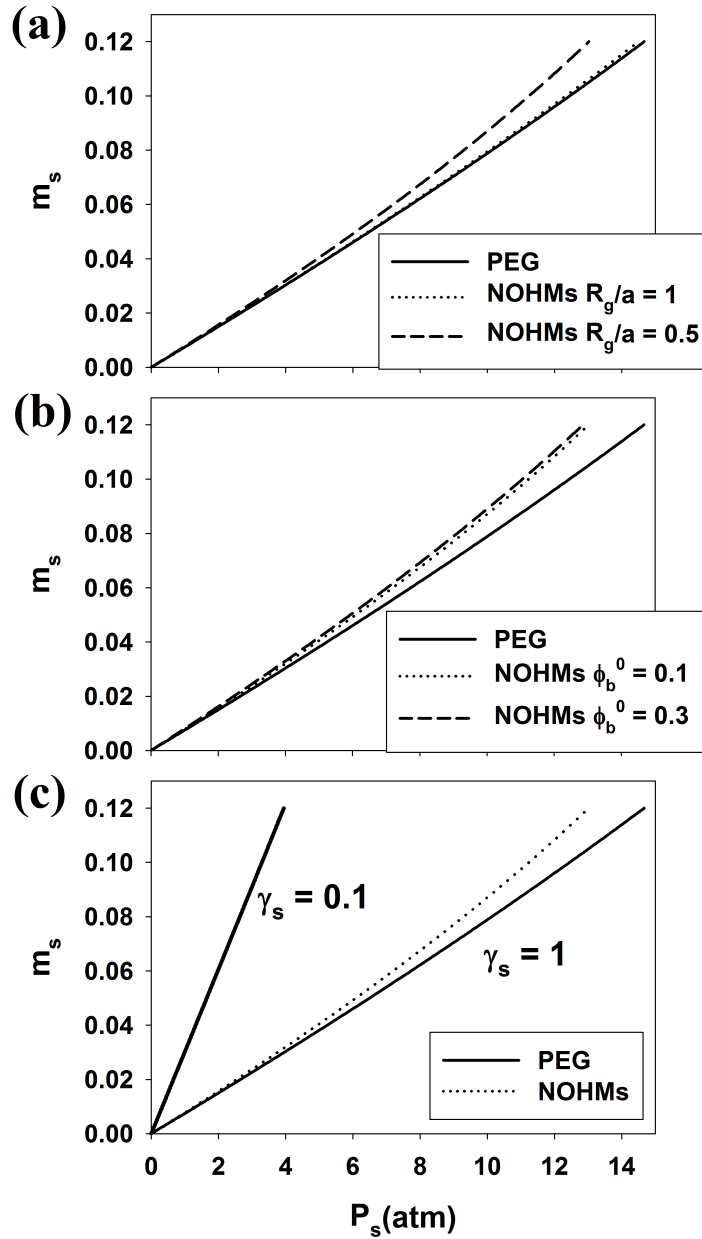 (a)
0.12
0.10
0.08
0.06
0.04
0.02
0.00
m_s
PEG
NOHMs R_g/a = 1
NOHMs R_g/a = 0.5
(b)
0.12
0.10
0.08
0.06
0.04
0.02
0.00
m_s
PEG
NOHMs ϕ_b^0 = 0.1
NOHMs ϕ_b^0 = 0.3
(c)
0.12
0.10
0.08
0.06
0.04
0.02
0.00
m_s
γ_s = 0.1
γ_s = 1
PEG
NOHMs
0 2 4 6 8 10 12 14
P_s(atm)